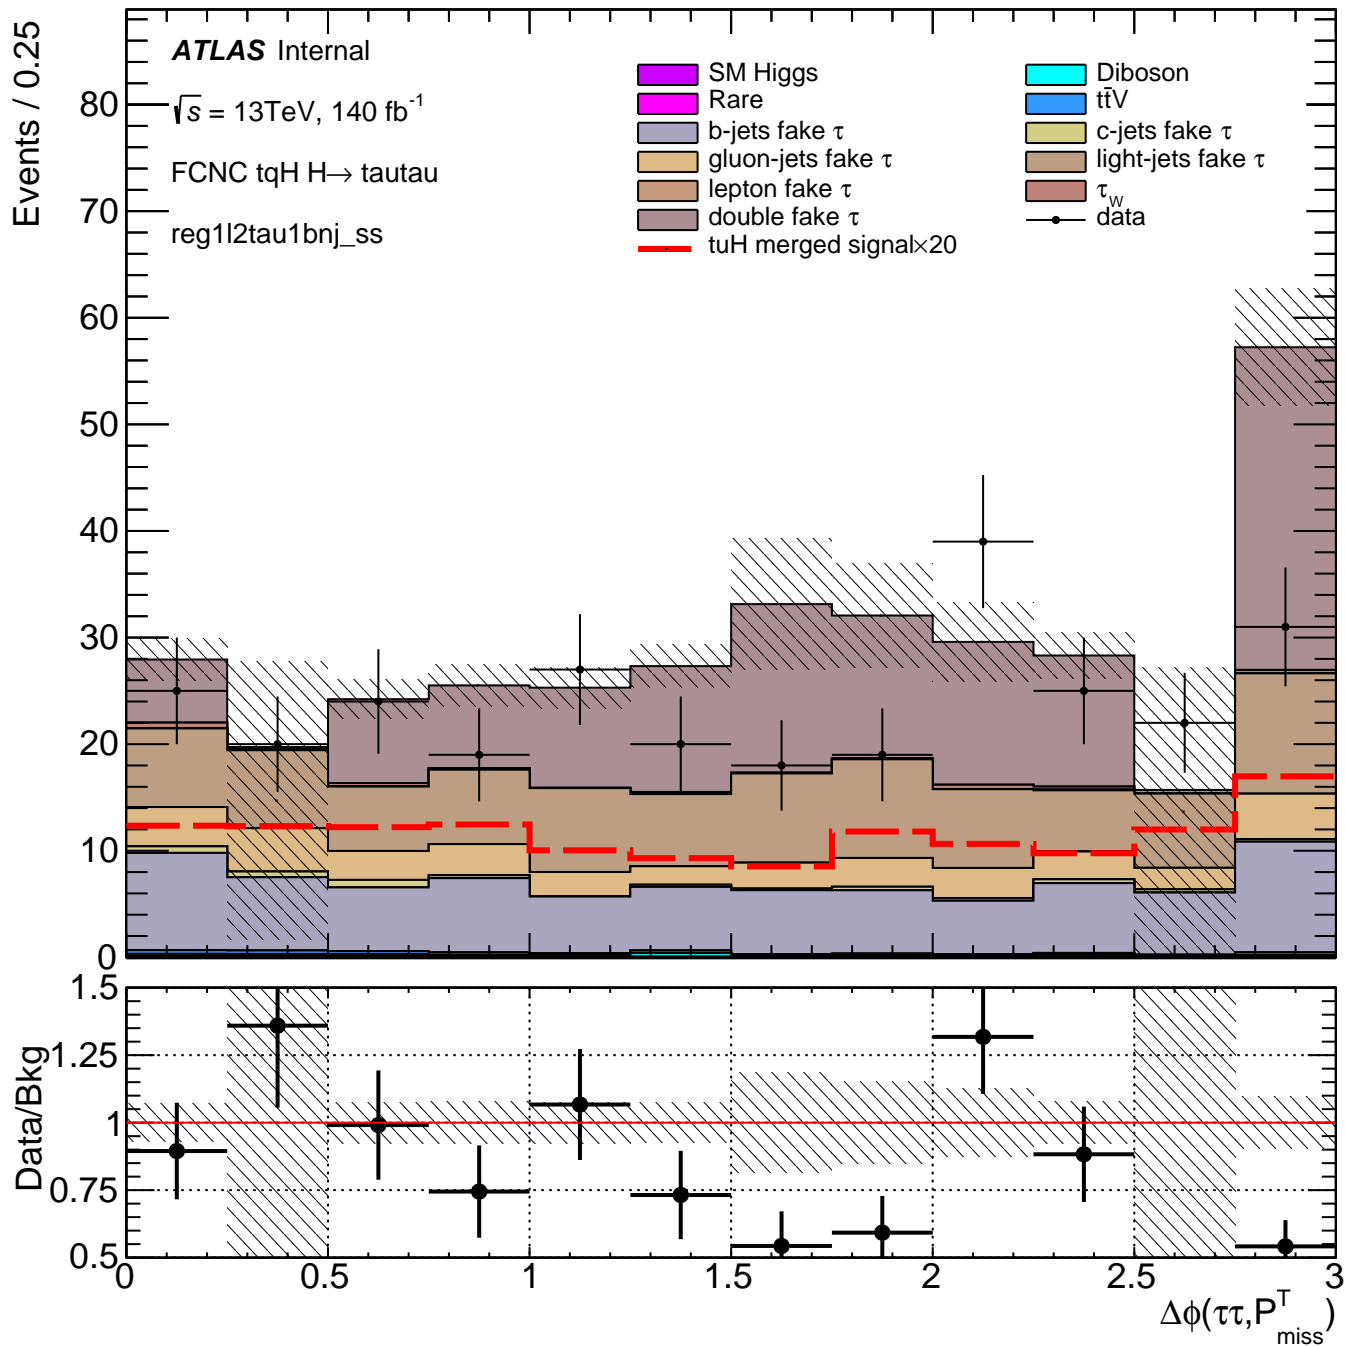 Events / 0.25
ATLAS Internal
√s = 13TeV, 140 fb⁻¹
FCNC tqH H→ tautau
reg1l2tau1bnj_ss
SM Higgs
Rare
b-jets fake τ
gluon-jets fake τ
lepton fake τ
double fake τ
tuH merged signal×20
Diboson
tt̄V
c-jets fake τ
light-jets fake τ
τ_W
data
80
70
60
50
40
30
20
10
0
Data/Bkg
1.5
1.25
1
0.75
0.5
0 0.5 1 1.5 2 2.5 3
Δϕ(ττ,P^T_miss)